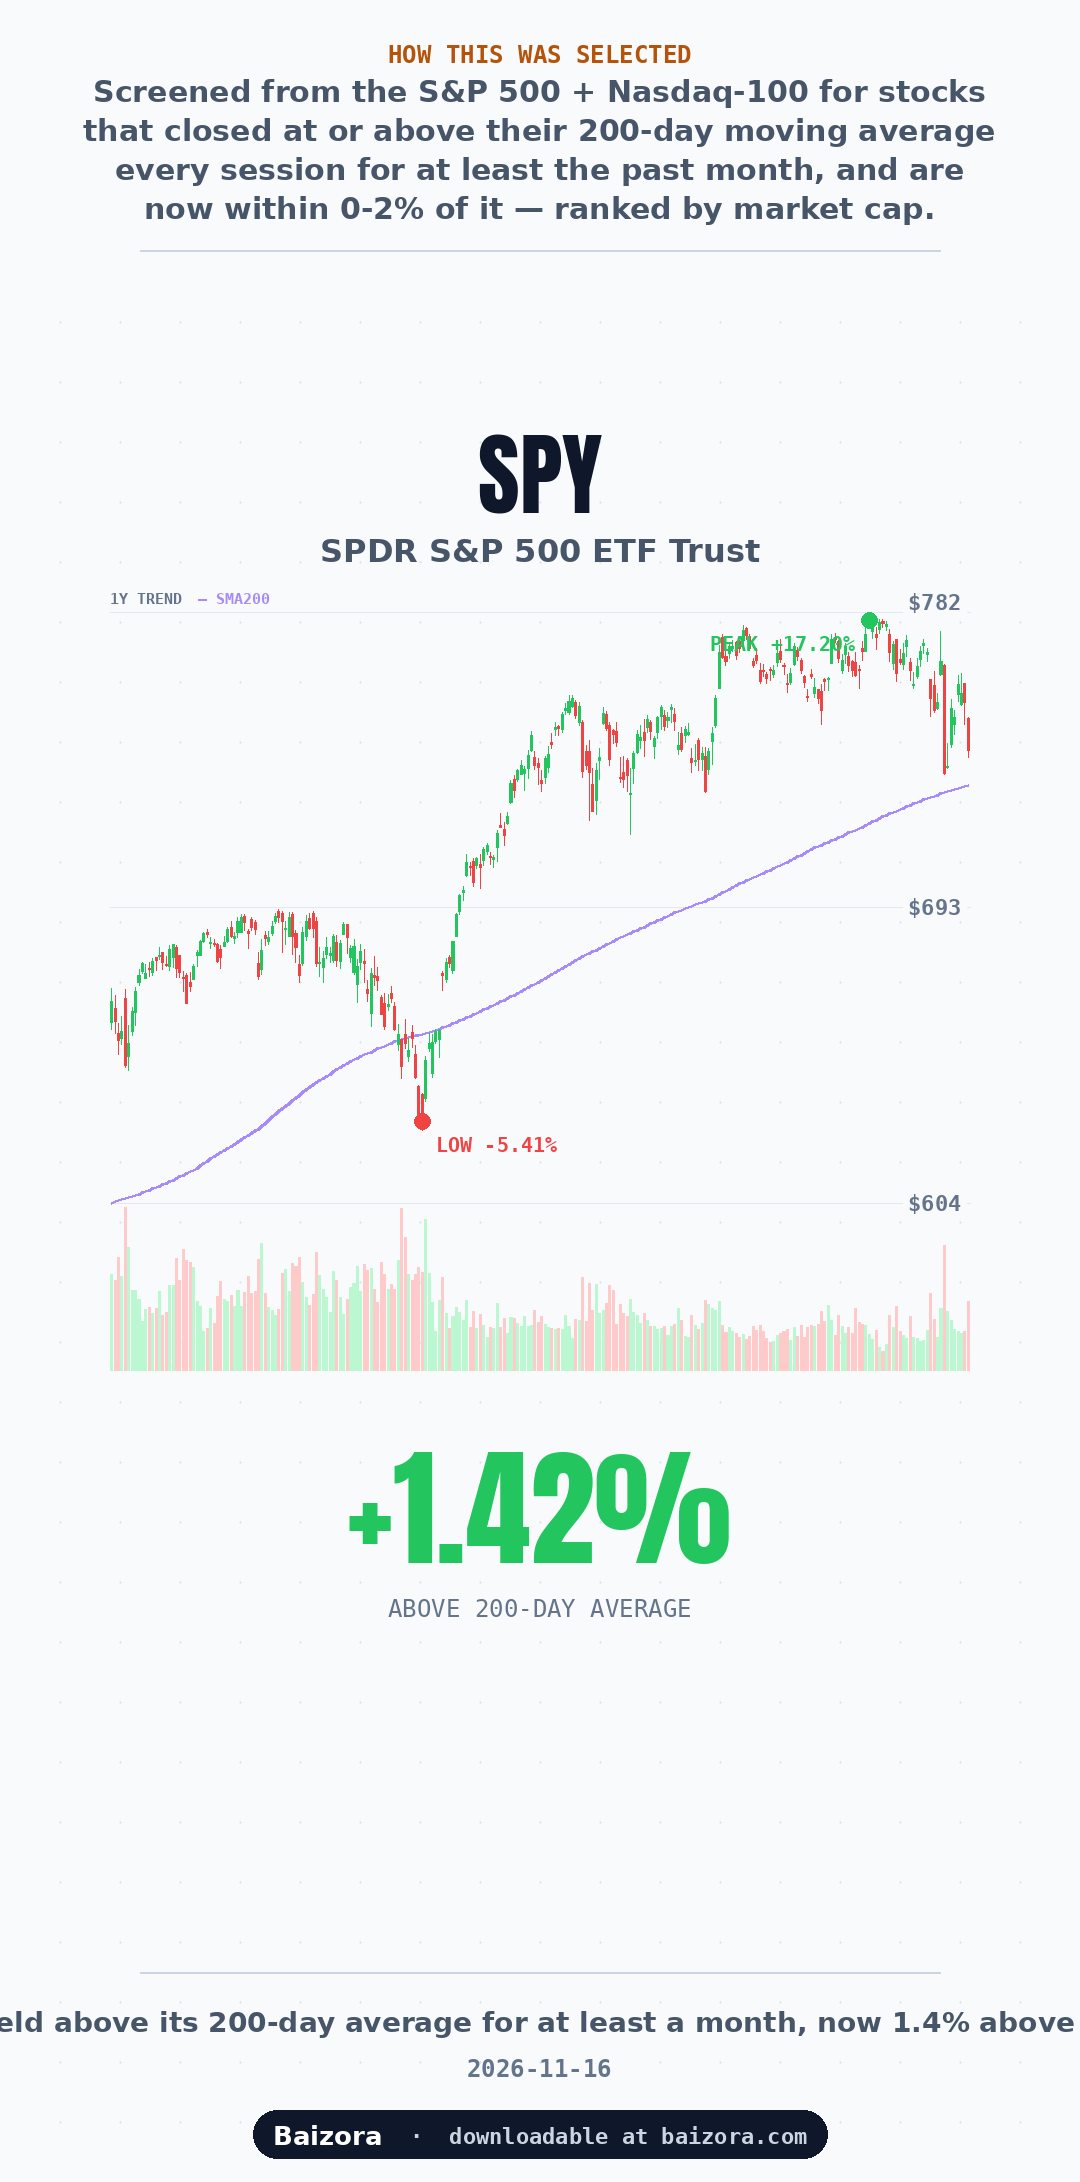 HOW THIS WAS SELECTED
Screened from the S&P 500 + Nasdaq-100 for stocks
that closed at or above their 200-day moving average
every session for at least the past month, and are
now within 0-2% of it — ranked by market cap.
SPY
SPDR S&P 500 ETF Trust
1Y TREND — SMA200
$782
PEAK +17.20%
$693
LOW -5.41%
$604
+1.42%
ABOVE 200-DAY AVERAGE
eld above its 200-day average for at least a month, now 1.4% above
2026-11-16
Baizora · downloadable at baizora.com